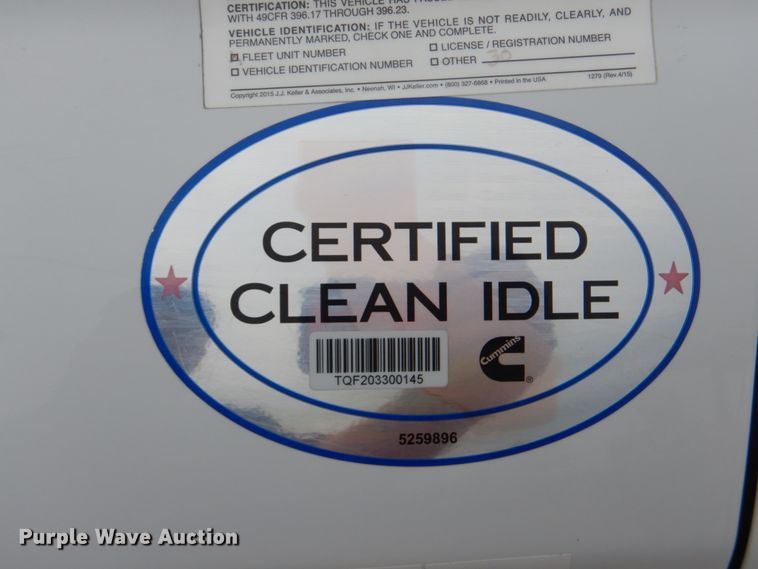 CERTIFICATION: THIS VEHICLE HAS PASSED
WITH 49CFR 396.17 THROUGH 396.23.
VEHICLE IDENTIFICATION: IF THE VEHICLE IS NOT READILY, CLEARLY, AND
PERMANENTLY MARKED, CHECK ONE AND COMPLETE.
FLEET UNIT NUMBER □ LICENSE / REGISTRATION NUMBER
□ VEHICLE IDENTIFICATION NUMBER □ OTHER 30
Copyright 2015 J.J. Keller & Associates, Inc. • Neenah, WI • JJKeller.com • (800) 327-6868 • Printed in the USA 1279 (Rev.4/15)
CERTIFIED
CLEAN IDLE
TQF203300145
Cummins
®
5259896
Purple Wave Auction